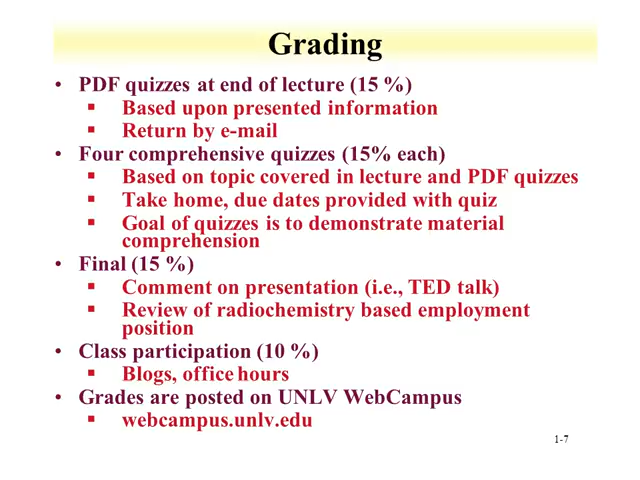 Grading
• PDF quizzes at end of lecture (15 %)
▪ Based upon presented information
▪ Return by e-mail
• Four comprehensive quizzes (15% each)
▪ Based on topic covered in lecture and PDF quizzes
▪ Take home, due dates provided with quiz
▪ Goal of quizzes is to demonstrate material
comprehension
• Final (15 %)
▪ Comment on presentation (i.e., TED talk)
▪ Review of radiochemistry based employment
position
• Class participation (10 %)
▪ Blogs, office hours
• Grades are posted on UNLV WebCampus
▪ webcampus.unlv.edu
1-7